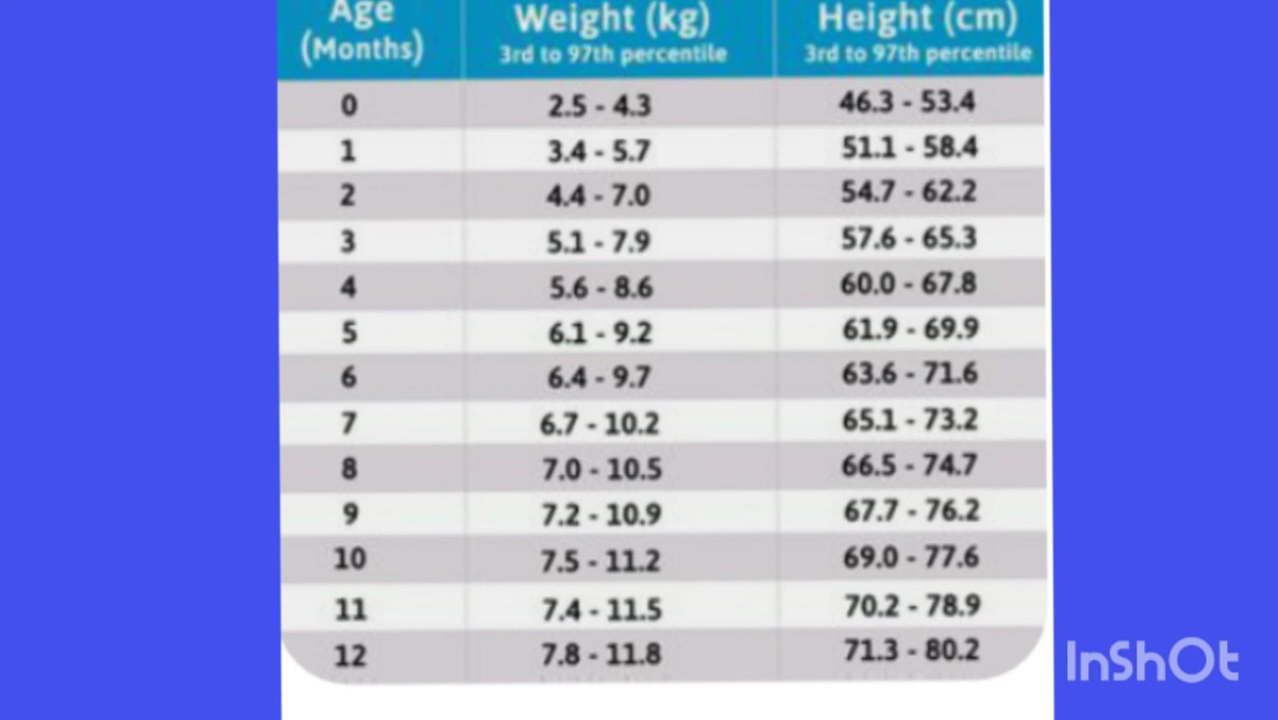 Age Weight (kg) Height (cm)
(Months) 3rd to 97th percentile 3rd to 97th percentile
0 2.5 - 4.3 46.3 - 53.4
1 3.4 - 5.7 51.1 - 58.4
2 4.4 - 7.0 54.7 - 62.2
3 5.1 - 7.9 57.6 - 65.3
4 5.6 - 8.6 60.0 - 67.8
5 6.1 - 9.2 61.9 - 69.9
6 6.4 - 9.7 63.6 - 71.6
7 6.7 - 10.2 65.1 - 73.2
8 7.0 - 10.5 66.5 - 74.7
9 7.2 - 10.9 67.7 - 76.2
10 7.5 - 11.2 69.0 - 77.6
11 7.4 - 11.5 70.2 - 78.9
12 7.8 - 11.8 71.3 - 80.2
InShOt